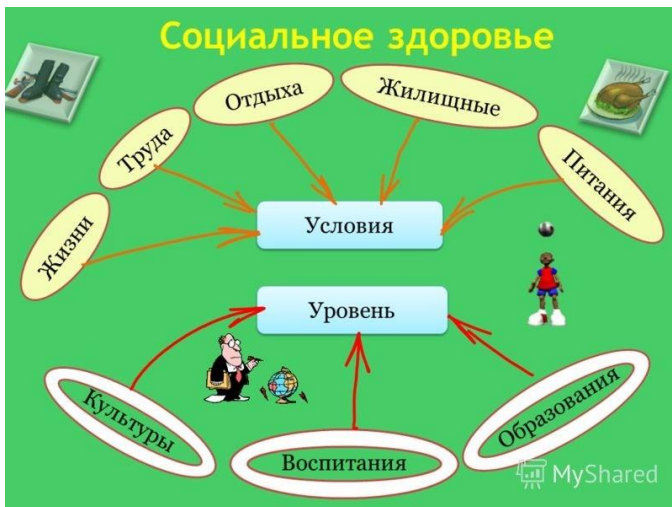 Социальное здоровье
Отдыха
Жилищные
Труда
Питания
Жизни
Условия
Уровень
Культуры
Воспитания
Образования
MyShared